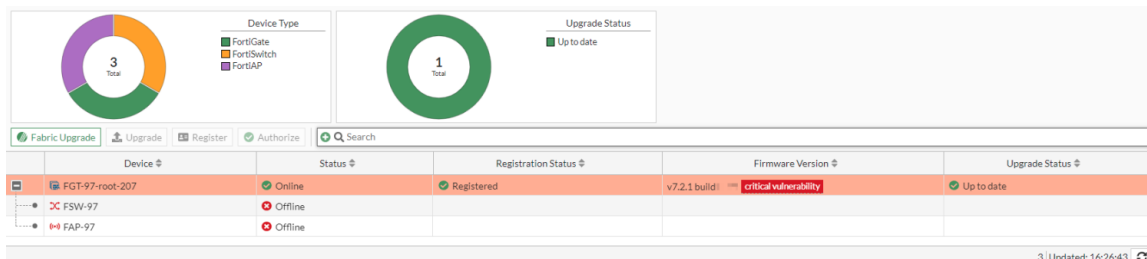 Device Type
FortiGate
FortiSwitch
FortiAP
3
Total
Upgrade Status
Up to date
1
Total
Fabric Upgrade Upgrade Register Authorize Search
Device Status Registration Status Firmware Version Upgrade Status
FGT-97-root-207 Online Registered v7.2.1 build critical vulnerability Up to date
FSW-97 Offline
FAP-97 Offline
3 Updated: 16:26:43